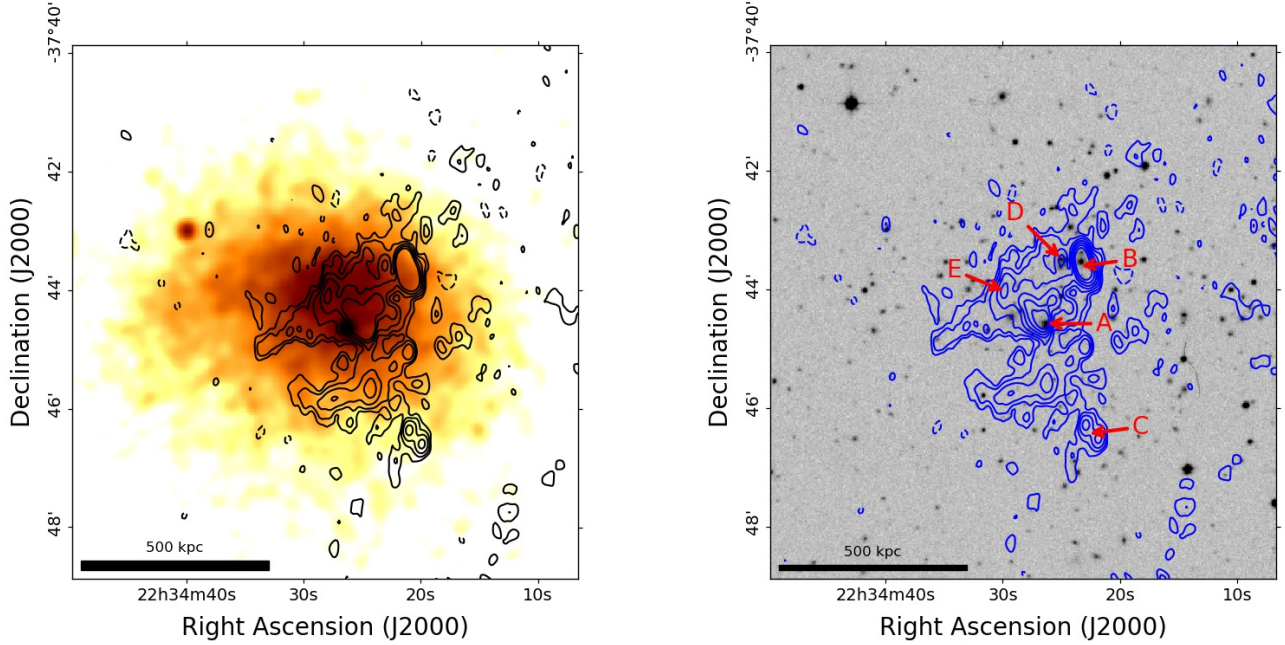 -37°40'
42'
44'
46'
48'
Declination (J2000)
500 kpc
22h34m40s
30s
20s
10s
Right Ascension (J2000)
-37°40'
42'
44'
46'
48'
Declination (J2000)
D
B
E
A
C
500 kpc
22h34m40s
30s
20s
10s
Right Ascension (J2000)